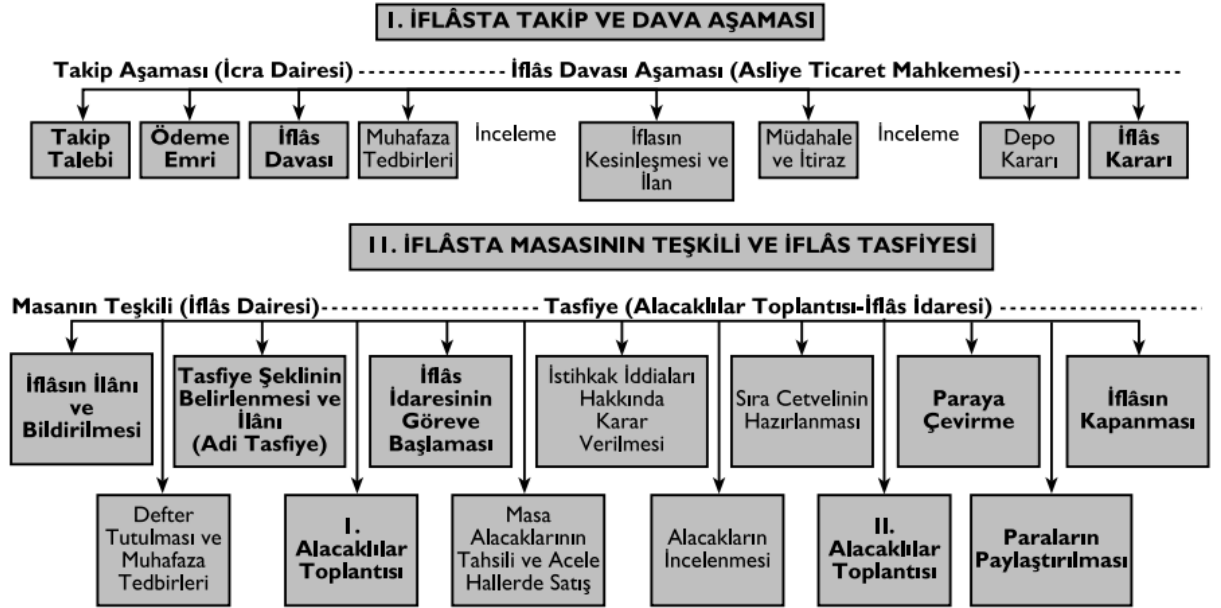 I. İFLÂSTA TAKİP VE DAVA AŞAMASI
Takip Aşaması (İcra Dairesi) ----------- İflâs Davası Aşaması (Asliye Ticaret Mahkemesi) -----------
Takip
Talebi
Ödeme
Emri
İflâs
Davası
Muhafaza
Tedbirleri
İnceleme
İflasın
Kesinleşmesi ve
İlan
Müdahale
ve İtiraz
İnceleme
Depo
Kararı
İflâs
Kararı
II. İFLÂSTA MASASININ TEŞKİLİ VE İFLÂS TASFİYESİ
Masanın Teşkili (İflâs Dairesi)----------- Tasfiye (Alacaklılar Toplantısı-İflâs İdaresi) -----------
İflâsın İlânı
ve
Bildirilmesi
Tasfiye Şeklinin
Belirlenmesi ve
İlânı
(Adi Tasfiye)
İflâs
İdaresinin
Göreve
Başlaması
İstihkak İddiaları
Hakkında
Karar
Verilmesi
Sıra Cetvelinin
Hazırlanması
Paraya
Çevirme
İflâsın
Kapanması
Defter
Tutulması ve
Muhafaza
Tedbirleri
I.
Alacaklılar
Toplantısı
Masa
Alacaklarının
Tahsili ve Acele
Hallerde Satış
Alacakların
İncelenmesi
II.
Alacaklılar
Toplantısı
Paraların
Paylaştırılması